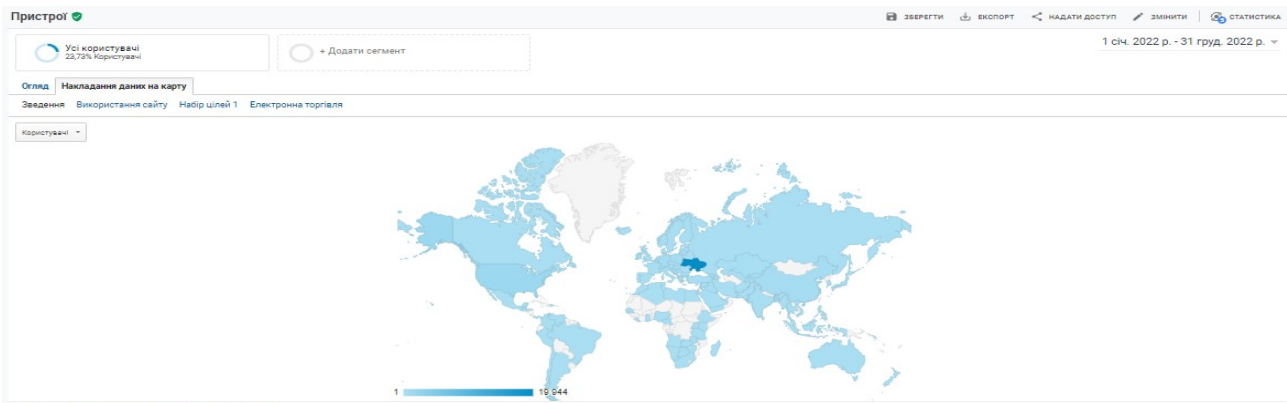 Пристрої
ЗБЕРЕГТИ ЕКСПОРТ НАДАТИ ДОСТУП ЗМІНИТИ СТАТИСТИКА
Усі користувачі
23,73% Користувачі
+ Додати сегмент
1 січ. 2022 р. - 31 груд. 2022 р.
Огляд Накладання даних на карту
Зведення Використання сайту Набір цілей 1 Електронна торгівля
Користувачі
1 19 944